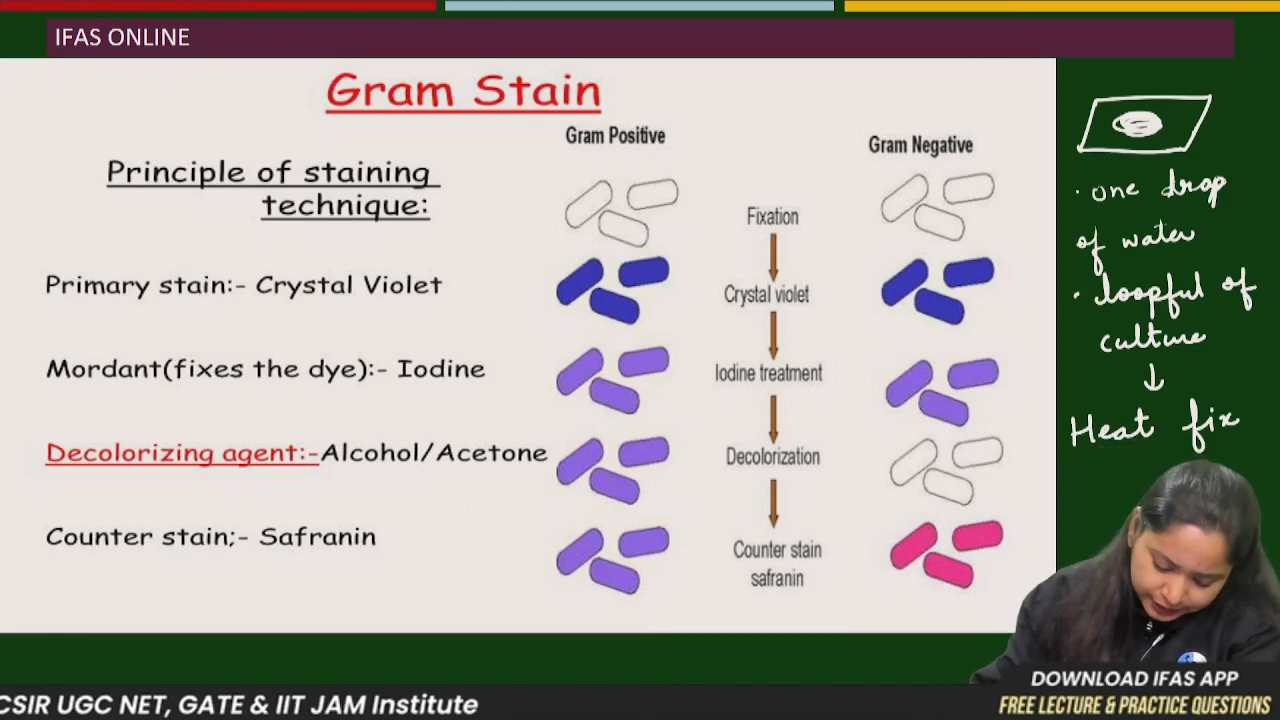 IFAS ONLINE
Gram Stain
Principle of staining
technique:
Primary stain:- Crystal Violet
Mordant(fixes the dye):- Iodine
Decolorizing agent:-Alcohol/Acetone
Counter stain;- Safranin
Gram Positive
Gram Negative
Fixation
Crystal violet
Iodine treatment
Decolorization
Counter stain
safranin
· one drop
of water
· loopful of
culture
↓
Heat fix
DOWNLOAD IFAS APP
FREE LECTURE & PRACTICE QUESTIONS
CSIR UGC NET, GATE & IIT JAM Institute